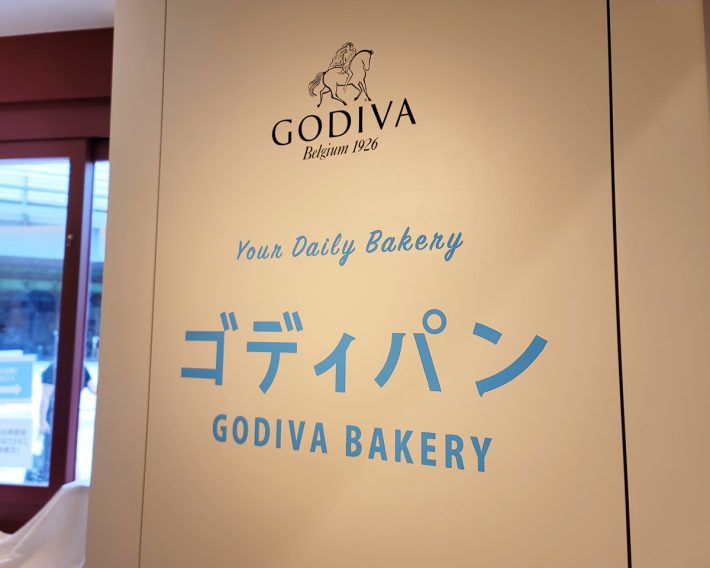 GODIVA
Belgium 1926
Your Daily Bakery
ゴディパン
GODIVA BAKERY